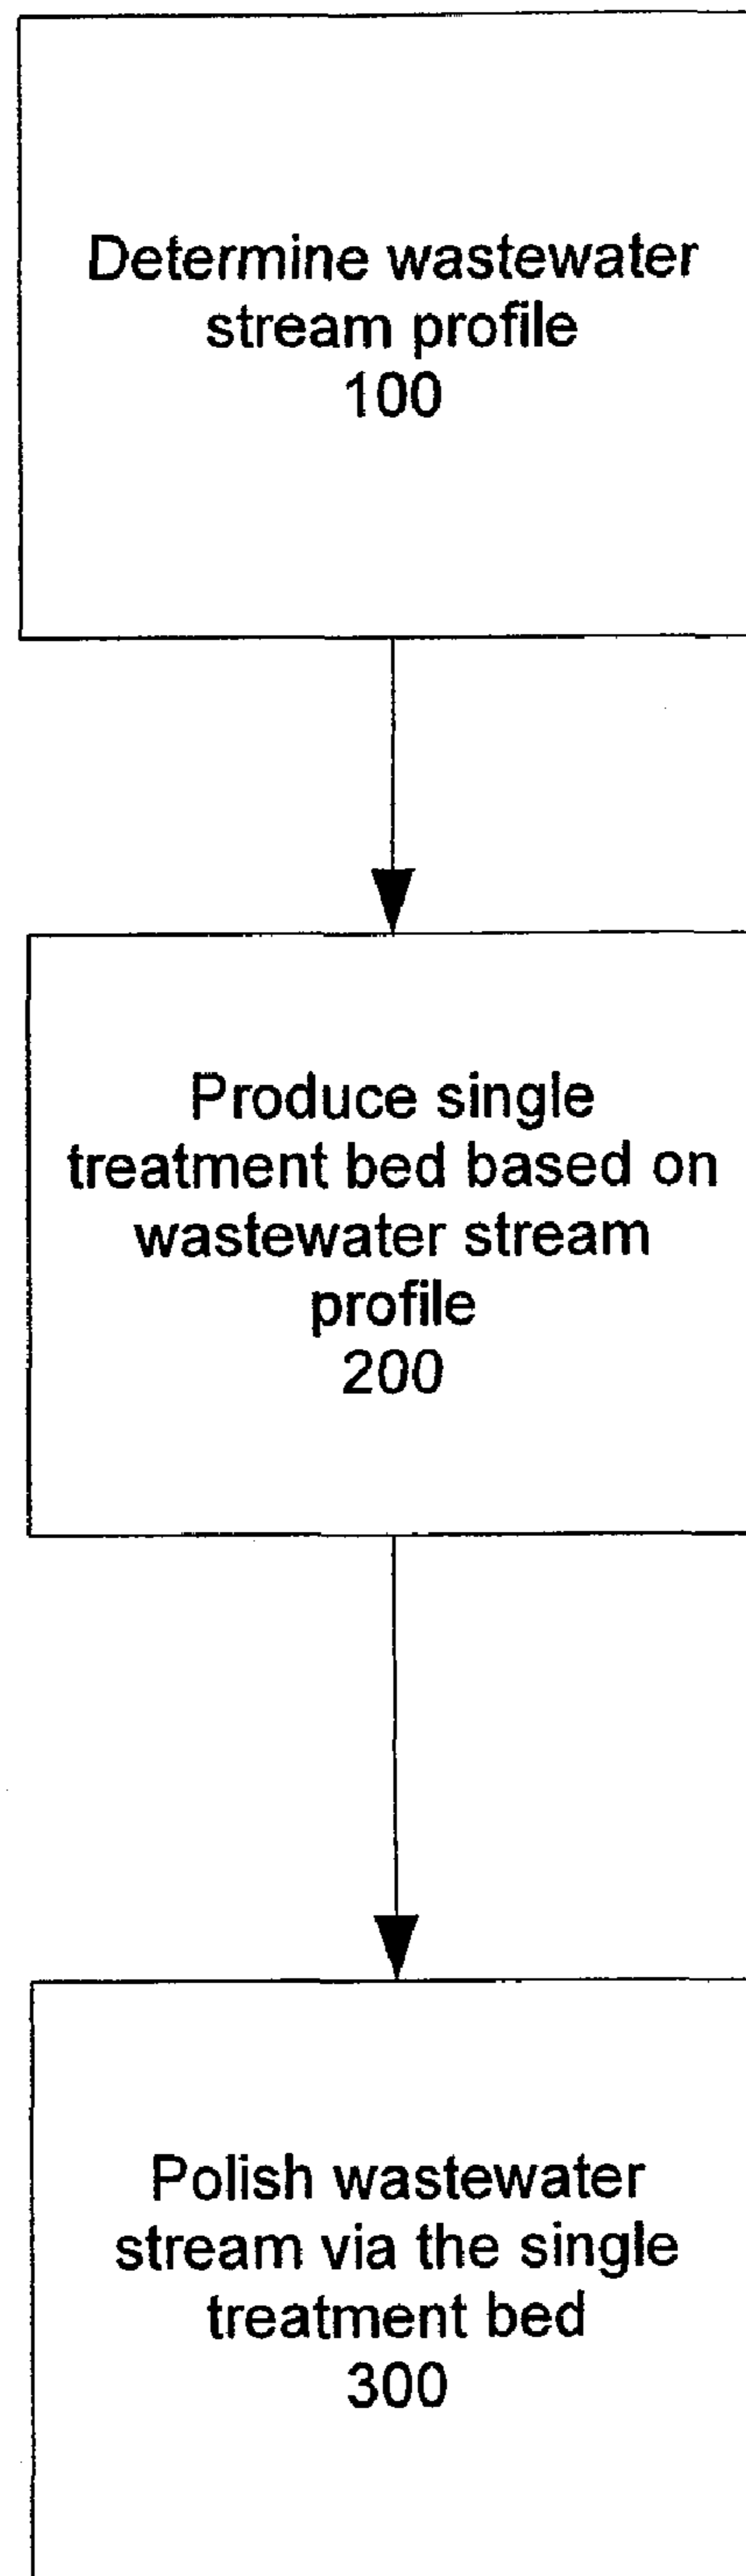 Determine wastewater
stream profile
100
Produce single
treatment bed based on
wastewater stream
profile
200
Polish wastewater
stream via the single
treatment bed
300